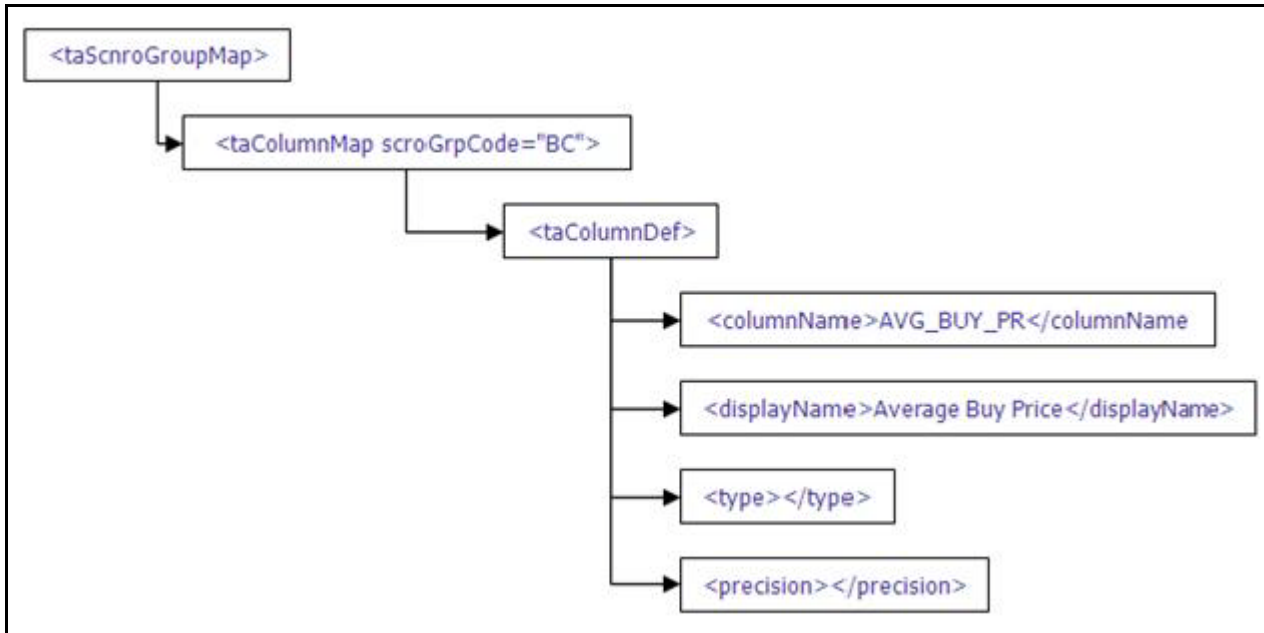 <taScnroGroupMap>
<taColumnMap scroGrpCode="BC">
<taColumnDef>
<columnName>AVG_BUY_PR</columnName
<displayName>Average Buy Price</displayName>
<type></type>
<precision></precision>